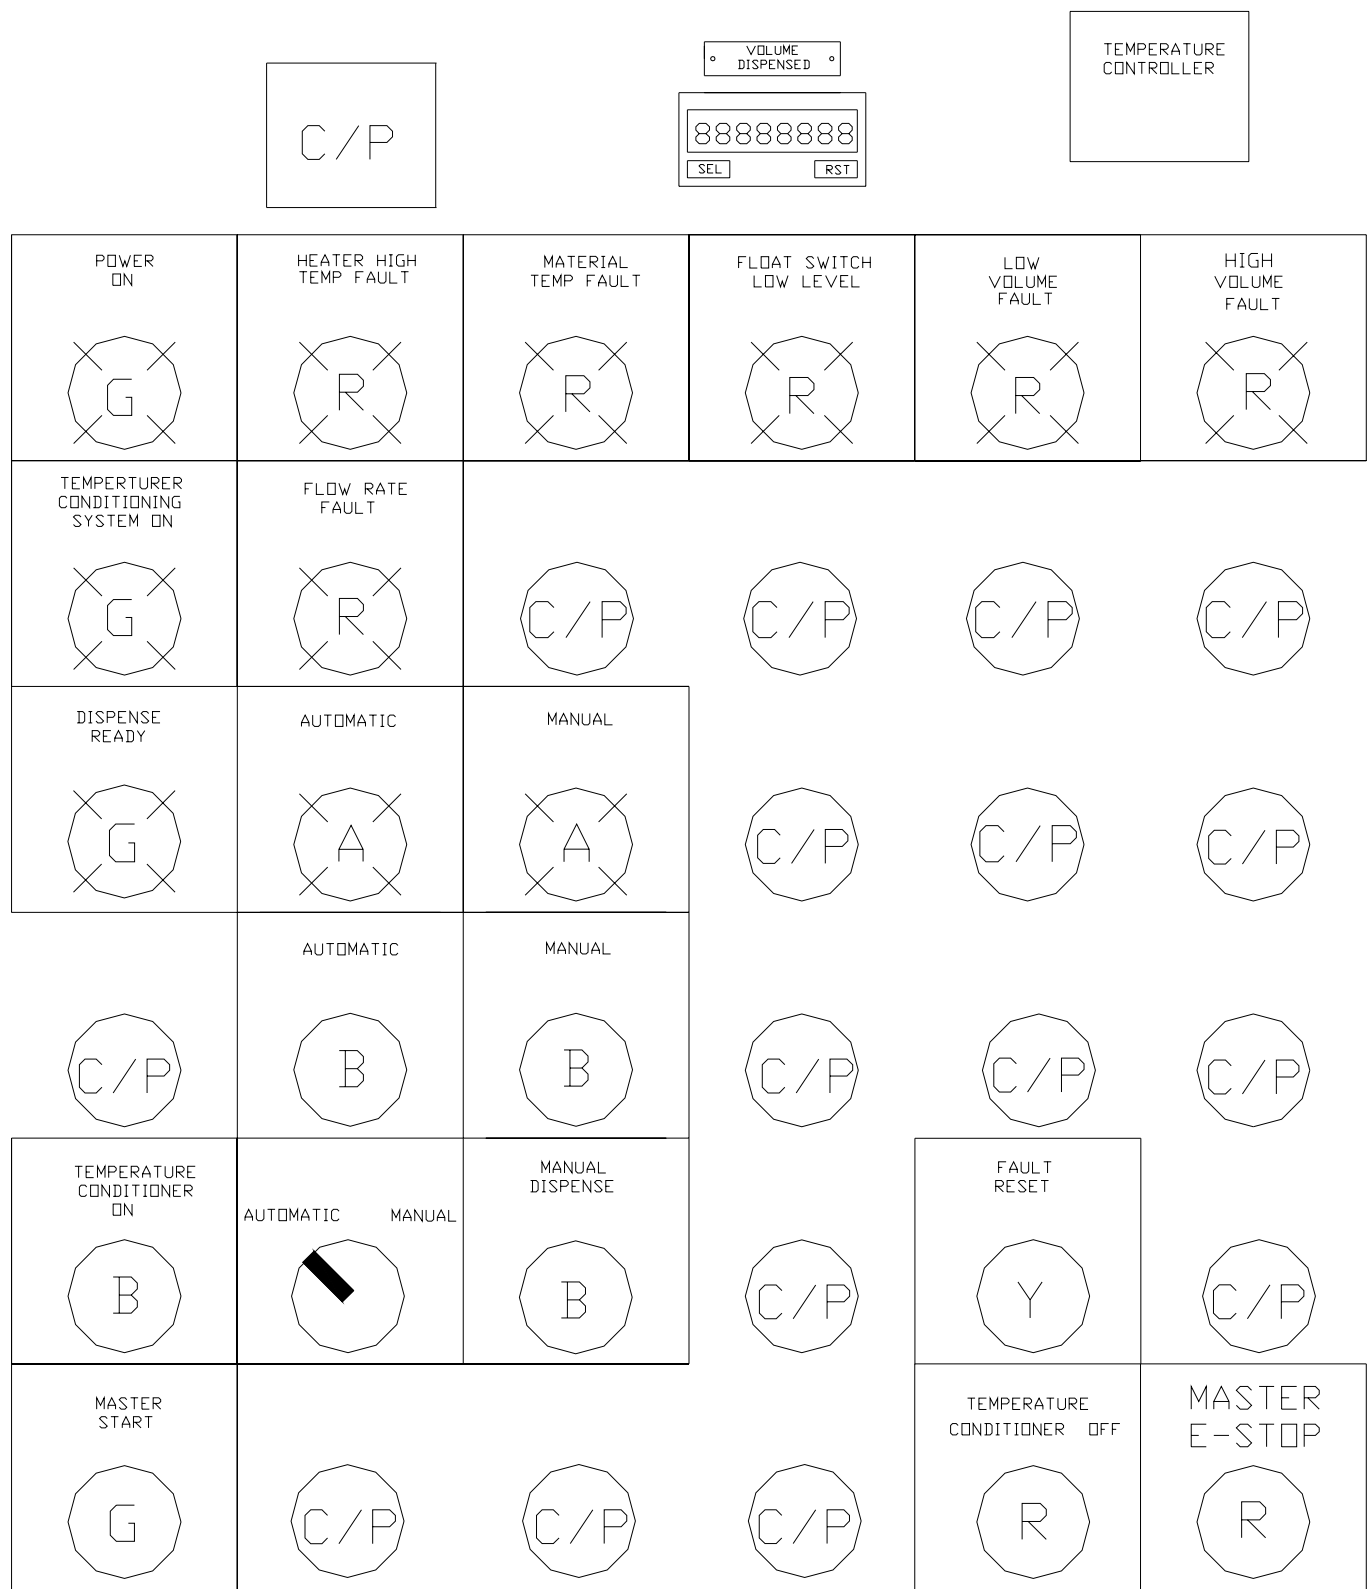 VOLUME
DISPENSED
TEMPERATURE
CONTROLLER
C/P
88888888
SEL RST
POWER
ON
G
HEATER HIGH
TEMP FAULT
R
MATERIAL
TEMP FAULT
R
FLOAT SWITCH
LOW LEVEL
R
LOW
VOLUME
FAULT
R
HIGH
VOLUME
FAULT
R
TEMPERTURER
CONDITIONING
SYSTEM ON
G
FLOW RATE
FAULT
R
C/P
C/P
C/P
C/P
DISPENSE
READY
G
AUTOMATIC
A
MANUAL
A
C/P
C/P
C/P
C/P
AUTOMATIC
B
MANUAL
B
C/P
C/P
C/P
TEMPERATURE
CONDITIONER
ON
B
AUTOMATIC MANUAL
MANUAL
DISPENSE
B
C/P
FAULT
RESET
Y
C/P
MASTER
START
G
C/P
C/P
C/P
TEMPERATURE
CONDITIONER OFF
R
MASTER
E-STOP
R